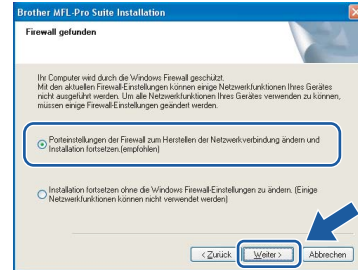 Brother MFL-Pro Suite Installation
Firewall gefunden
Ihr Computer wird durch die Windows Firewall geschützt.
Mit den aktuellen Firewall-Einstellungen können einige Netzwerkfunktionen Ihres Gerätes
nicht ausgeführt werden. Um alle Netzwerkfunktionen Ihres Gerätes verwenden zu können,
müssen einige Firewall-Einstellungen geändert werden.
Porteinstellungen der Firewall zum Herstellen der Netzwerkverbindung ändern und
Installation fortsetzen.(empfohlen)
Installation fortsetzen ohne die Windows Firewall-Einstellungen zu ändern. (Einige
Netzwerkfunktionen können nicht verwendet werden)
< Zurück
Weiter >
Abbrechen